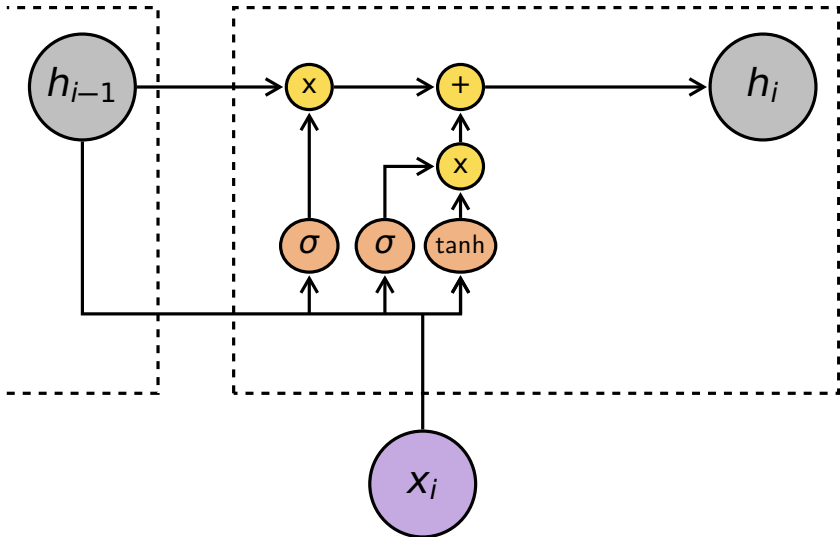 h_{i−1}
x
+
h_i
x
σ
σ
tanh
x_i